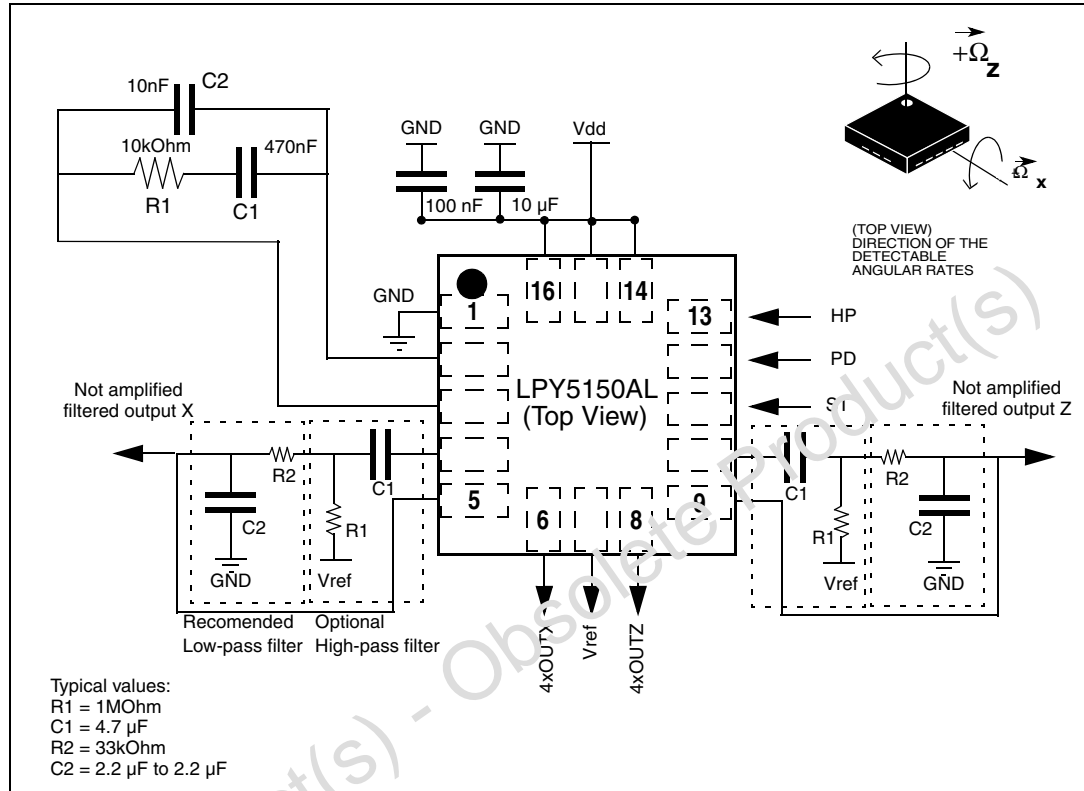 C2
10nF
10kOhm
470nF
R1
C1
GND
GND
Vdd
100 nF
10 µF
+Ω Z
Ω x
(TOP VIEW)
DIRECTION OF THE
DETECTABLE
ANGULAR RATES
GND
1
16
14
13
HP
PD
ST
LPY5150AL
(Top View)
Not amplified
filtered output X
Not amplified
filtered output Z
R2
C1
C2
R1
GND
Vref
5
6
8
9
C1
R2
R1
C2
Vref
GND
Recomended
Low-pass filter
Optional
High-pass filter
4xOUTX
Vref
4xOUTZ
Typical values:
R1 = 1MOhm
C1 = 4.7 µF
R2 = 33kOhm
C2 = 2.2 µF to 2.2 µF
ct(s) - Obsolete Product(s)